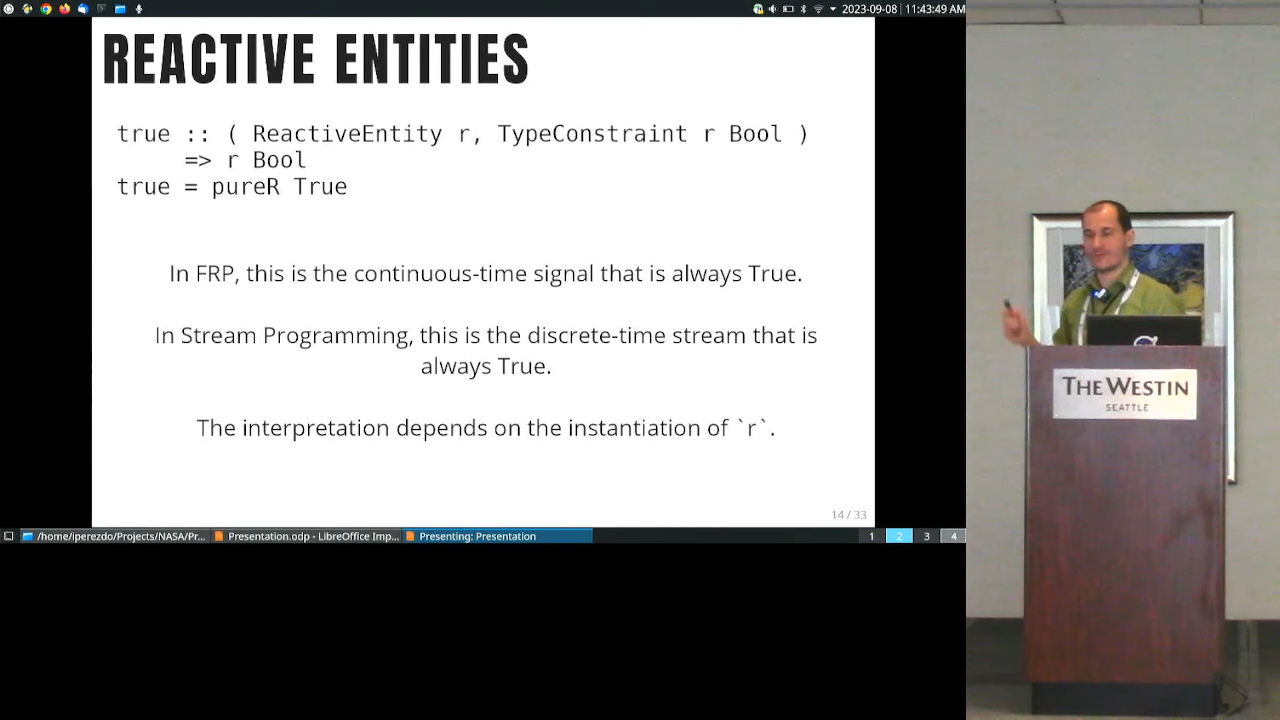 2023-09-08
11:43:49 AM
REACTIVE ENTITIES
true :: ( ReactiveEntity r, TypeConstraint r Bool )
=> r Bool
true = pureR True
In FRP, this is the continuous-time signal that is always True.
In Stream Programming, this is the discrete-time stream that is
always True.
The interpretation depends on the instantiation of `r`.
14 / 33
/home/iperezdo/Projects/NASA/Pr...
Presentation.odp - LibreOffice Imp...
Presenting: Presentation
1 2 3 4
THE WESTIN
SEATTLE